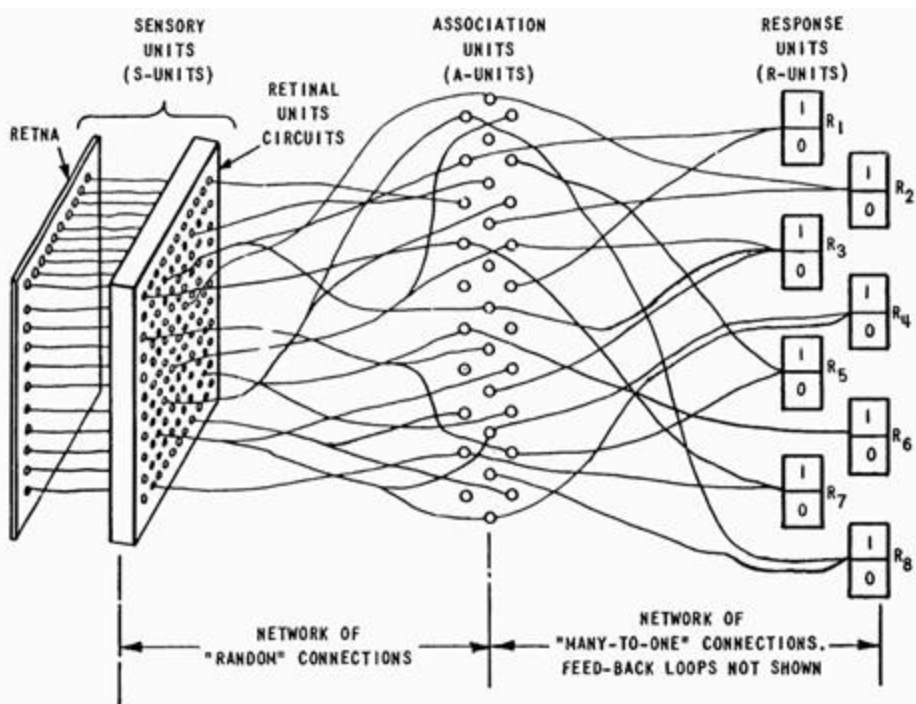 SENSORY
UNITS
(S-UNITS)
ASSOCIATION
UNITS
(A-UNITS)
RESPONSE
UNITS
(R-UNITS)
RETINAL
UNITS
CIRCUITS
RETNA
1
0
R1
1
0
R2
1
0
R3
1
0
R4
1
0
R5
1
0
R6
1
0
R7
1
0
R8
NETWORK OF
"RANDOM" CONNECTIONS
NETWORK OF
"MANY-TO-ONE" CONNECTIONS.
FEED-BACK LOOPS NOT SHOWN